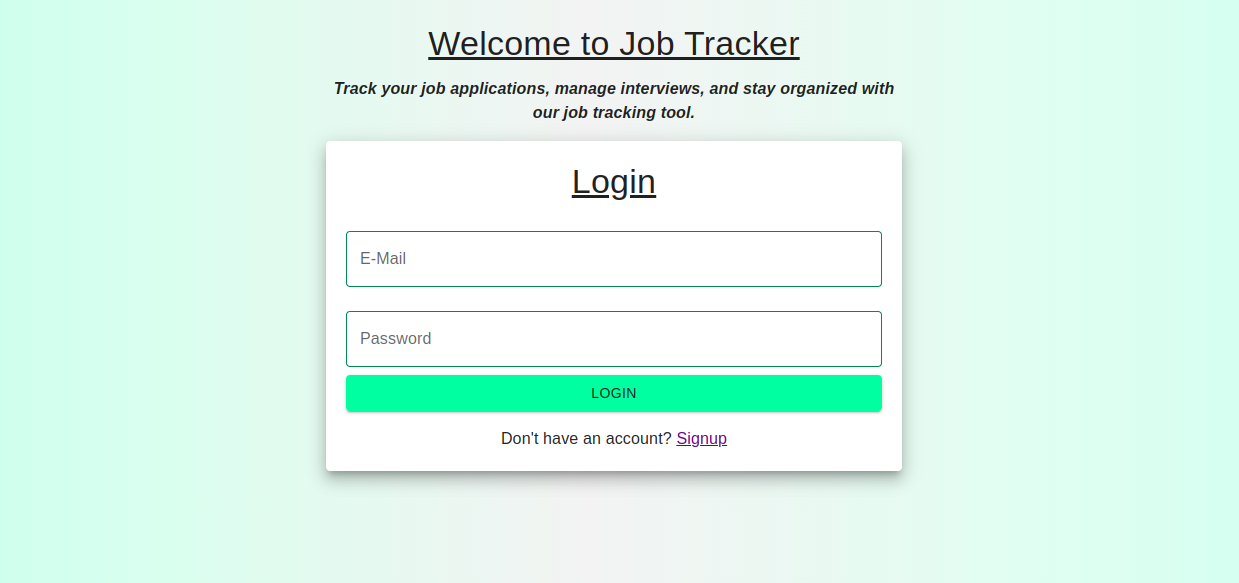 Welcome to Job Tracker
Track your job applications, manage interviews, and stay organized with
our job tracking tool.
Login
E-Mail
Password
LOGIN
Don't have an account? Signup